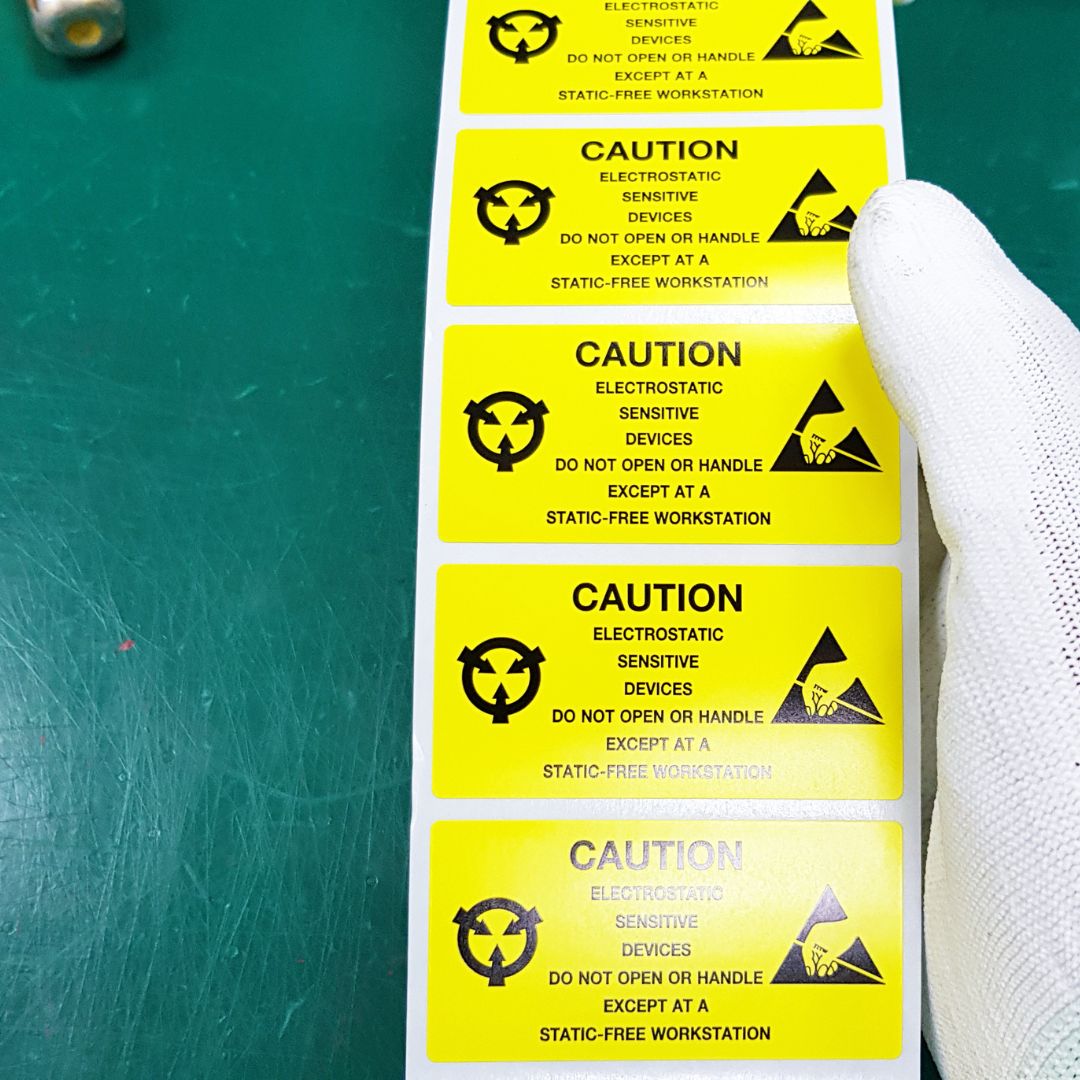 ELECTROSTATIC
SENSITIVE
DEVICES
DO NOT OPEN OR HANDLE
EXCEPT AT A
STATIC-FREE WORKSTATION
CAUTION
ELECTROSTATIC
SENSITIVE
DEVICES
DO NOT OPEN OR HANDLE
EXCEPT AT A
STATIC-FREE WORKSTATION
CAUTION
ELECTROSTATIC
SENSITIVE
DEVICES
DO NOT OPEN OR HANDLE
EXCEPT AT A
STATIC-FREE WORKSTATION
CAUTION
ELECTROSTATIC
SENSITIVE
DEVICES
DO NOT OPEN OR HANDLE
EXCEPT AT A
STATIC-FREE WORKSTATION
CAUTION
ELECTROSTATIC
SENSITIVE
DEVICES
DO NOT OPEN OR HANDLE
EXCEPT AT A
STATIC-FREE WORKSTATION